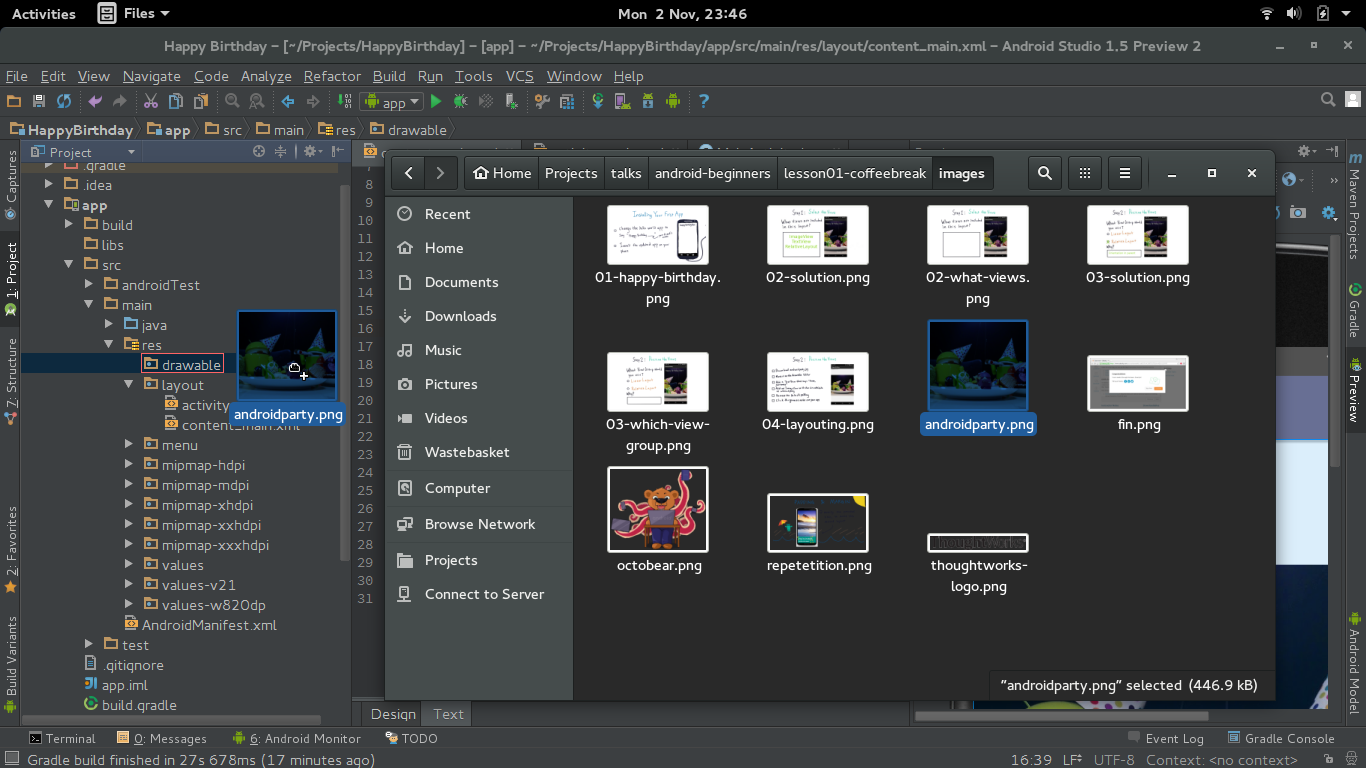 Activities
Files
Mon 2 Nov, 23:46
Happy Birthday – [~/Projects/HappyBirthday] – [app] – ~/Projects/HappyBirthday/app/src/main/res/layout/content_main.xml – Android Studio 1.5 Preview 2
File Edit View Navigate Code Analyze Refactor Build Run Tools VCS Window Help
app
HappyBirthday app src main res drawable
Project
.gradle
.idea
app
build
libs
src
androidTest
main
java
res
drawable
layout
activity
content_main.xml
menu
mipmap-hdpi
mipmap-mdpi
mipmap-xhdpi
mipmap-xxhdpi
mipmap-xxxhdpi
values
values-v21
values-w820dp
AndroidManifest.xml
test
.gitignore
app.iml
build.gradle
androidparty.png
Captures
1: Project
7: Structure
2: Favorites
Build Variants
7
8
9
10
11
12
13
14
15
16
17
18
19
20
21
22
23
24
25
26
27
28
29
30
31
Home Projects talks android-beginners lesson01-coffeebreak images
Recent
Home
Documents
Downloads
Music
Pictures
Videos
Wastebasket
Computer
Browse Network
Projects
Connect to Server
01-happy-birthday.
png
02-solution.png
02-what-views.
png
03-solution.png
03-which-view-
group.png
04-layouting.png
androidparty.png
fin.png
octobear.png
repetetition.png
thoughtworks-
logo.png
"androidparty.png" selected (446.9 kB)
Maven Projects
Gradle
Preview
Android Model
Design Text
Terminal 0: Messages 6: Android Monitor TODO Event Log Gradle Console
Gradle build finished in 27s 678ms (17 minutes ago)
16:39 LF UTF-8 Context: <no context>